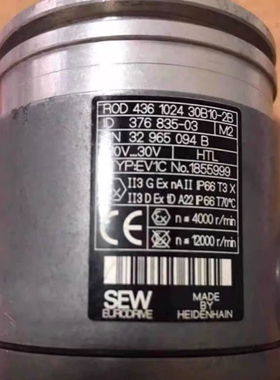 ROD 436 1024 30B10-2B
ID 376 835-03 M2
N 32 965 094 B
0V...30V HTL
TYP:EV1C No.1855999
II3 G Ex nA II IP66 T3 X
II3 D Ex tD A22 IP66 T70°C
Ex n= 4000 r/min
CE n= 12000 r/min
SEW
EURODRIVE
MADE
BY
HEIDENHAIN